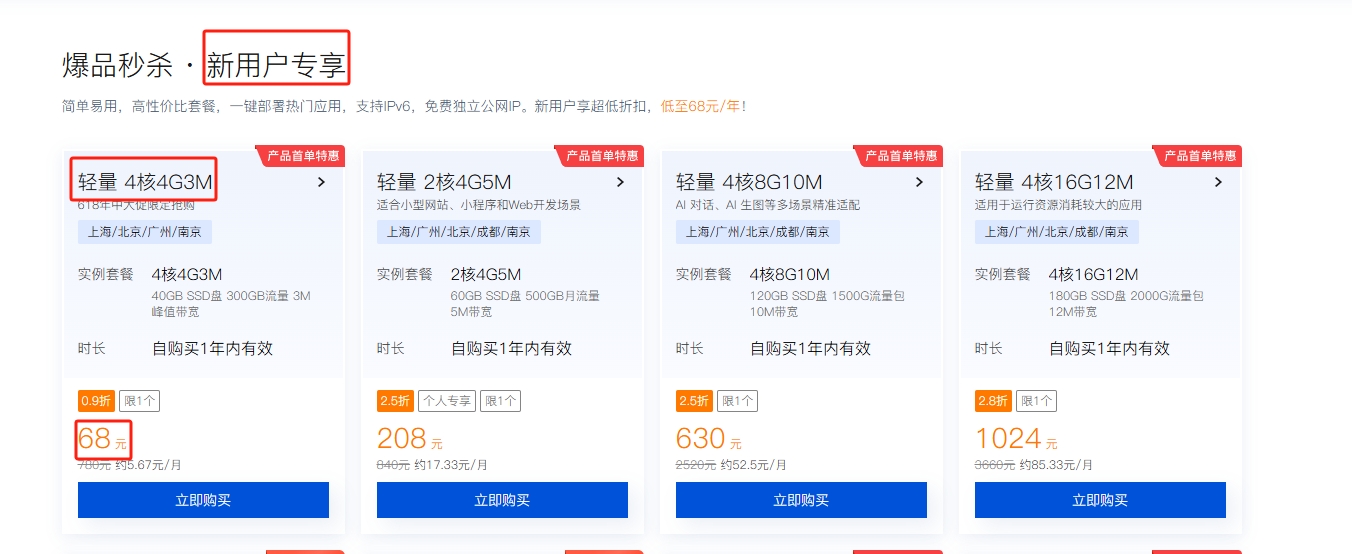 爆品秒杀 · 新用户专享
简单易用，高性价比套餐，一键部署热门应用，支持IPv6，免费独立公网IP。新用户享超低折扣，低至68元/年！
产品首单特惠
轻量 4核4G3M
618年中大促限定抢购
上海/北京/广州/南京
实例套餐 4核4G3M
40GB SSD盘 300GB流量 3M
峰值带宽
时长 自购买1年内有效
0.9折 限1个
68 元
780元 约5.67元/月
立即购买
产品首单特惠
轻量 2核4G5M
适合小型网站、小程序和Web开发场景
上海/广州/北京/成都/南京
实例套餐 2核4G5M
60GB SSD盘 500GB月流量
5M带宽
时长 自购买1年内有效
2.5折 个人专享 限1个
208 元
840元 约17.33元/月
立即购买
产品首单特惠
轻量 4核8G10M
AI 对话、AI 生图等多场景精准适配
上海/广州/北京/成都/南京
实例套餐 4核8G10M
120GB SSD盘 1500G流量包
10M带宽
时长 自购买1年内有效
2.5折 限1个
630 元
2520元 约52.5元/月
立即购买
产品首单特惠
轻量 4核16G12M
适用于运行资源消耗较大的应用
上海/广州/北京/成都/南京
实例套餐 4核16G12M
180GB SSD盘 2000G流量包
12M带宽
时长 自购买1年内有效
2.8折 限1个
1024 元
3660元 约85.33元/月
立即购买